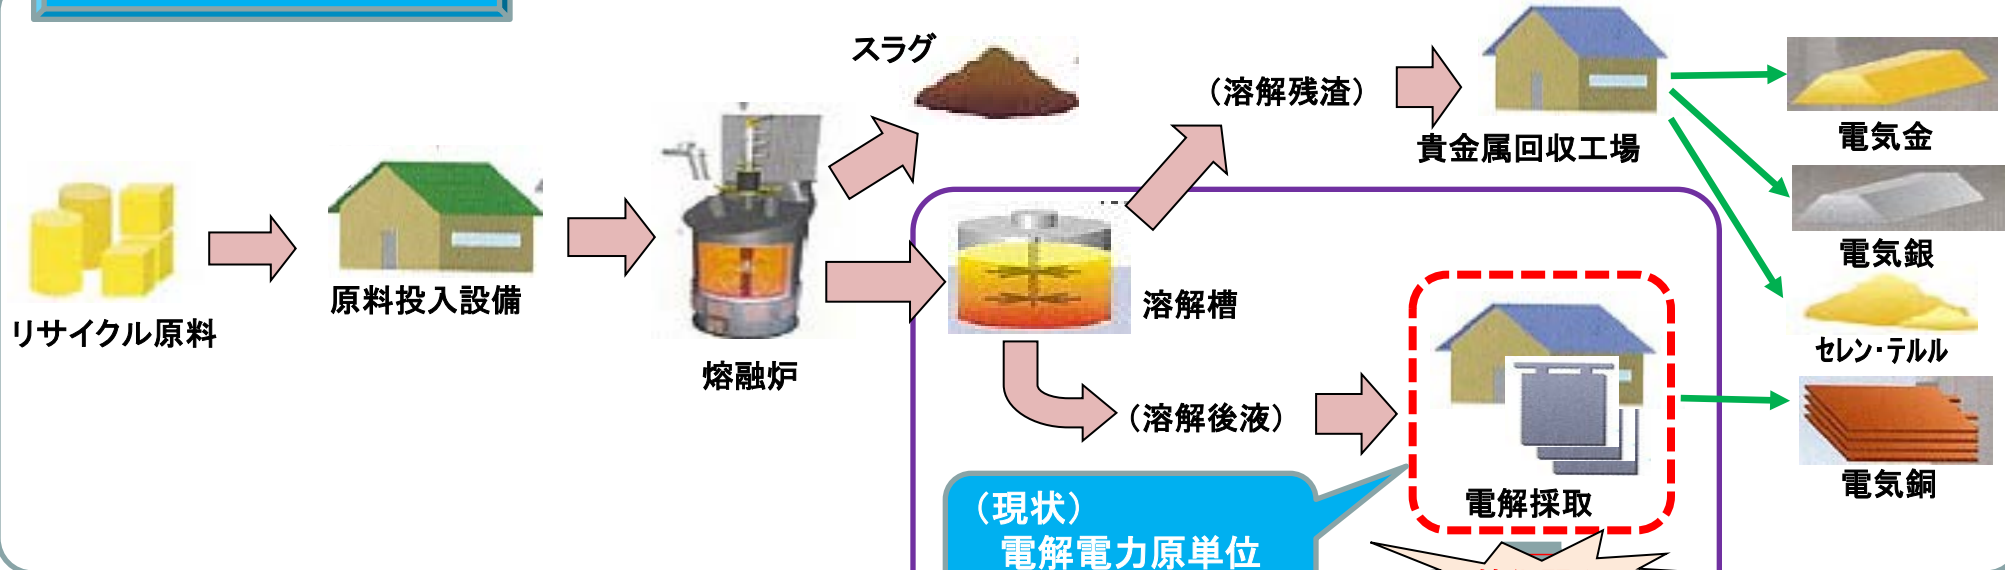 スラグ
(溶解残渣)
貴金属回収工場
電気金
電気銀
セレン・テルル
電気銅
リサイクル原料
原料投入設備
熔融炉
溶解槽
(溶解後液)
電解採取
(現状)
電解電力原単位